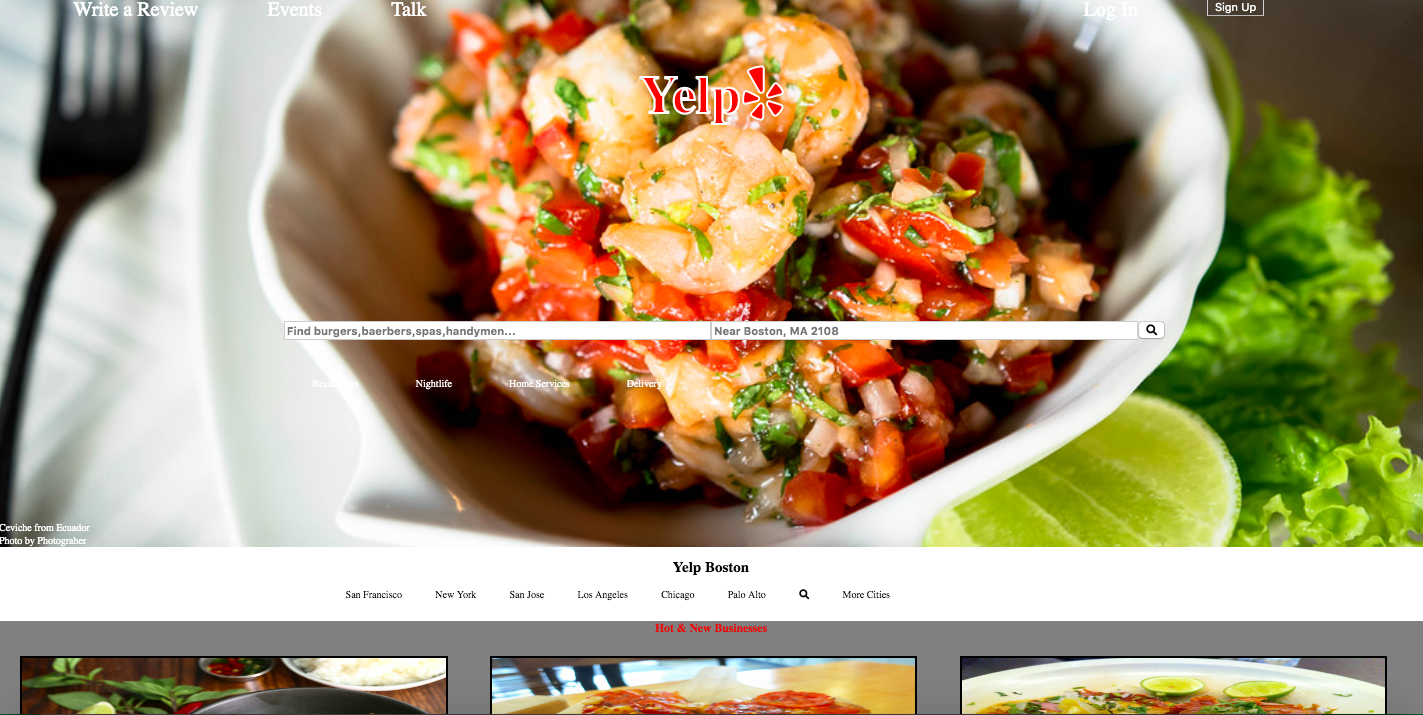 Write a Review Events Talk Log In Sign Up
Yelp
Find burgers,baerbers,spas,handymen...
Near Boston, MA 2108
Restaurants Nightlife Home Services Delivery
Ceviche from Ecuador
Photo by Photograher
Yelp Boston
San Francisco New York San Jose Los Angeles Chicago Palo Alto More Cities
Hot & New Businesses